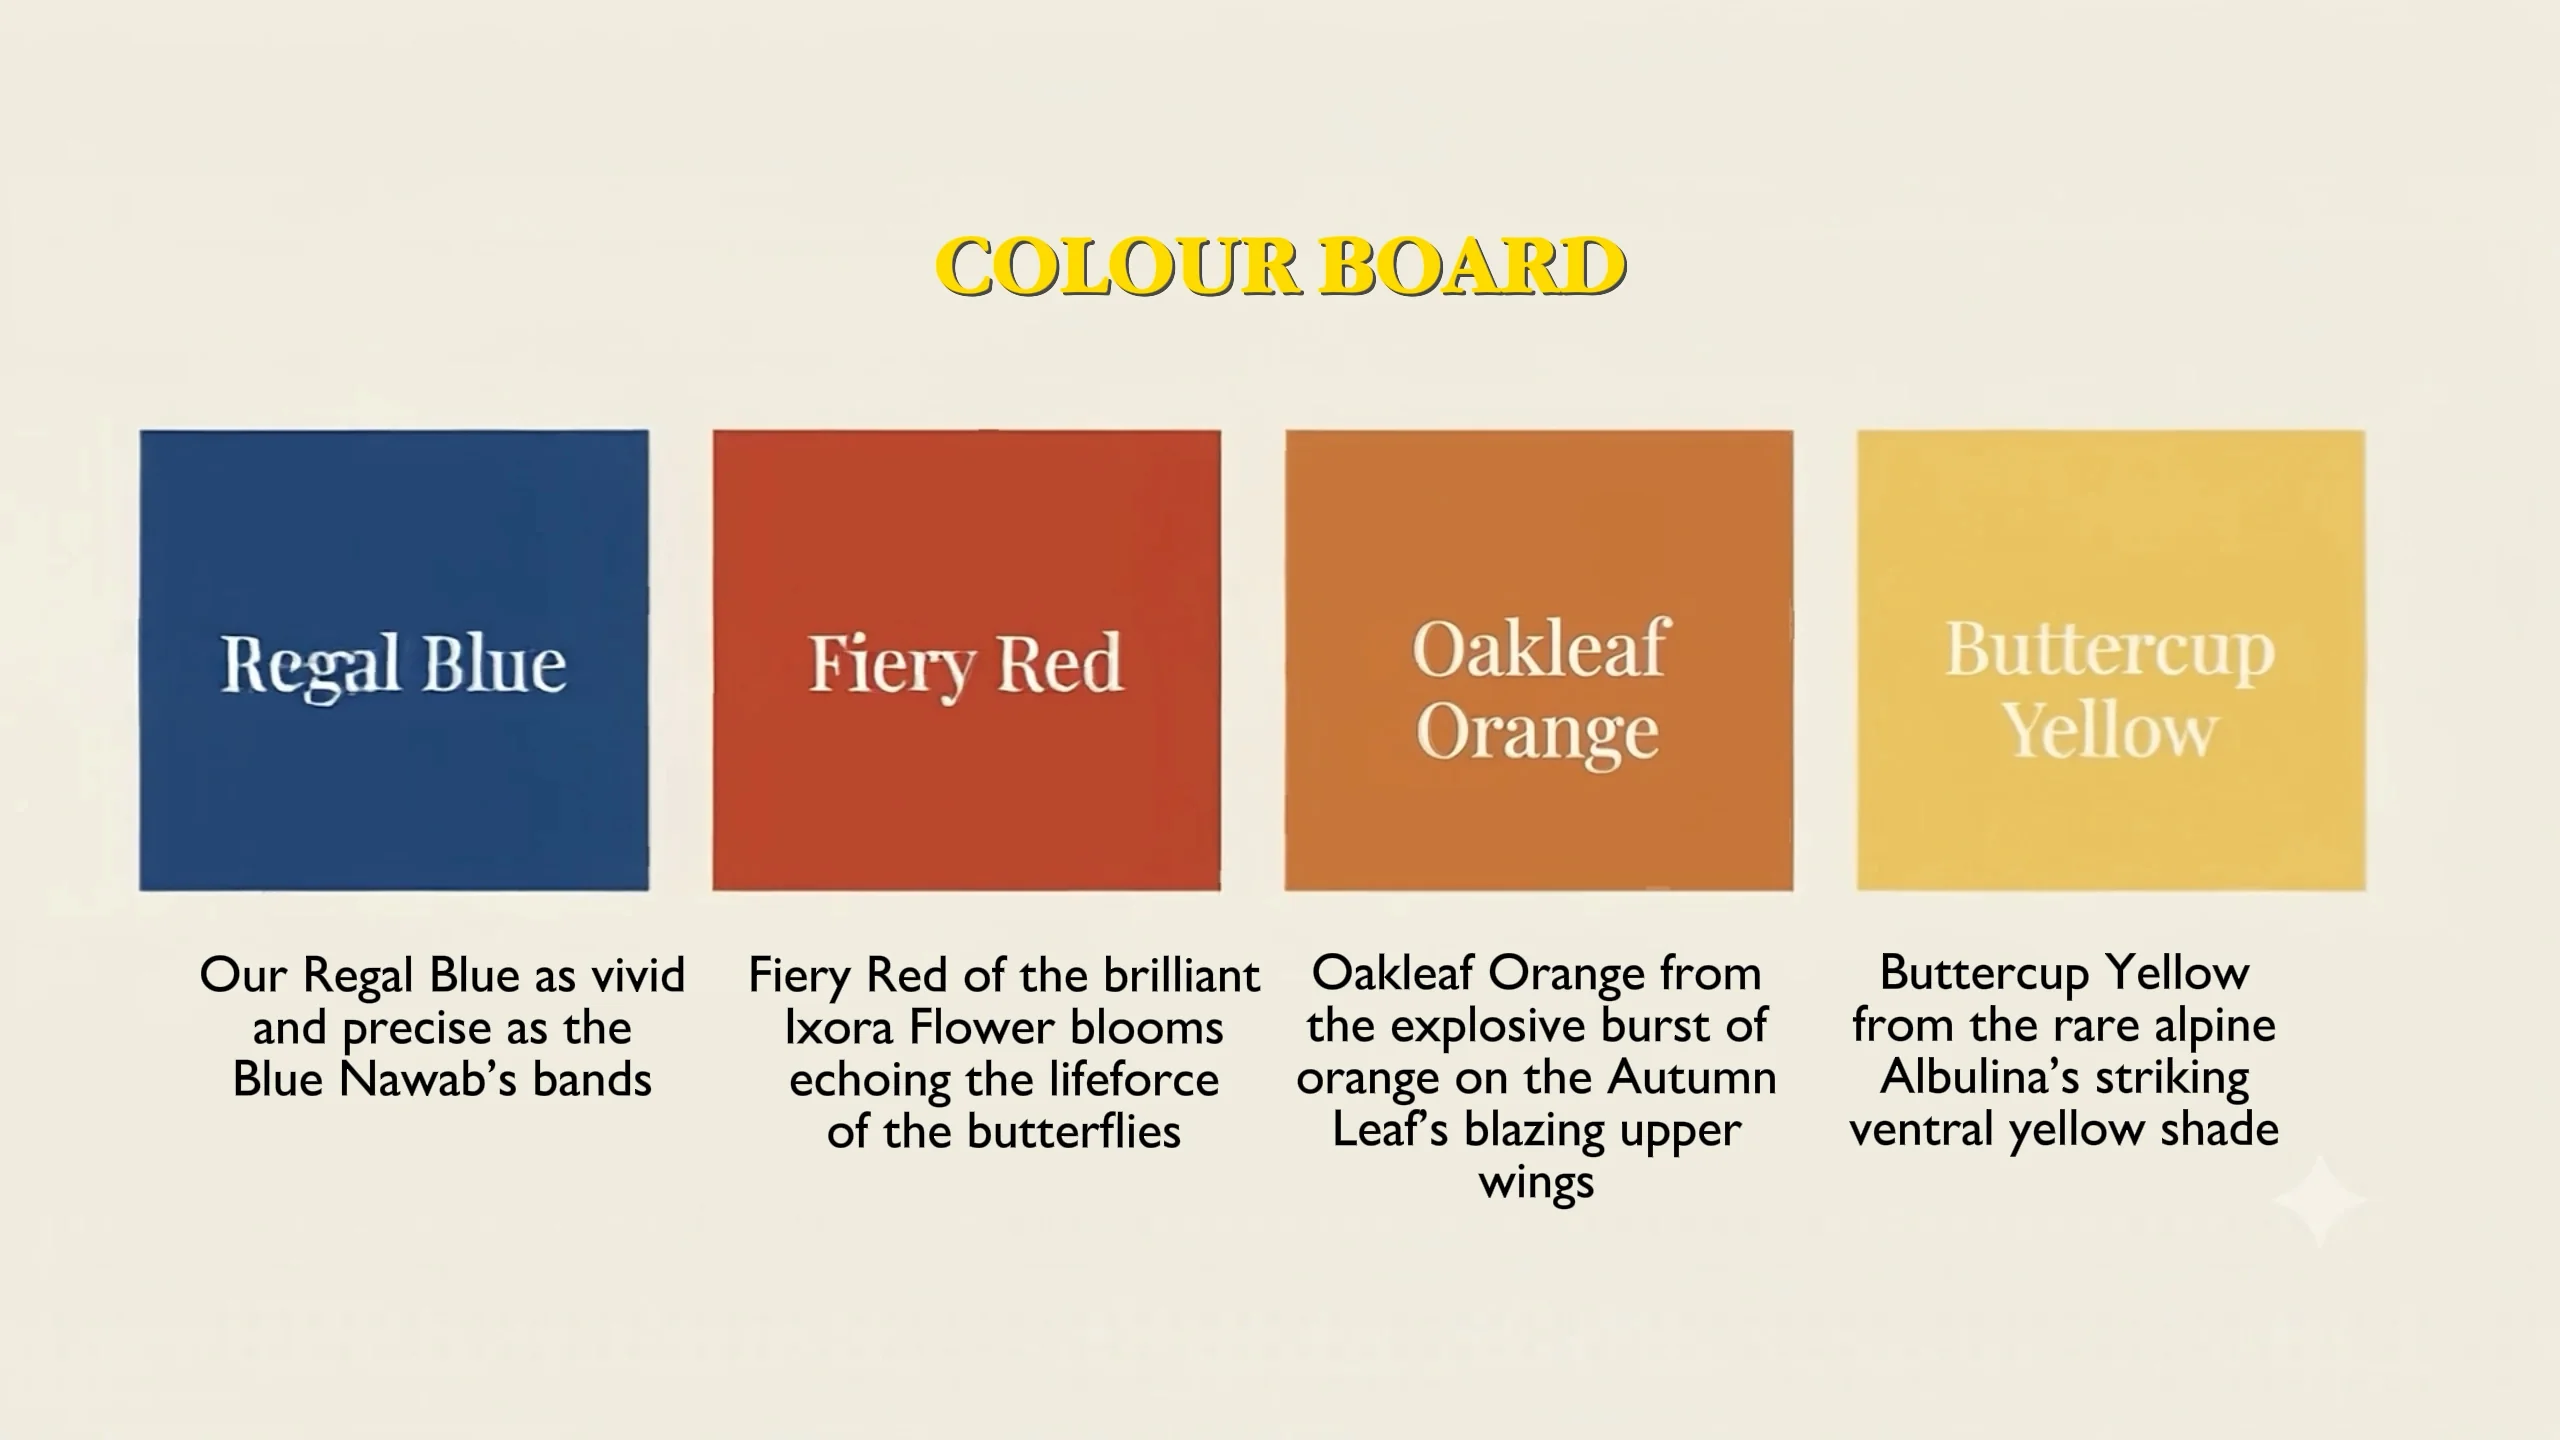 COLOUR BOARD
Regal Blue
Fiery Red
Oakleaf
Orange
Buttercup
Yellow
Our Regal Blue as vivid
and precise as the
Blue Nawab's bands
Fiery Red of the brilliant
Ixora Flower blooms
echoing the lifeforce
of the butterflies
Oakleaf Orange from
the explosive burst of
orange on the Autumn
Leaf's blazing upper
wings
Buttercup Yellow
from the rare alpine
Albulina's striking
ventral yellow shade